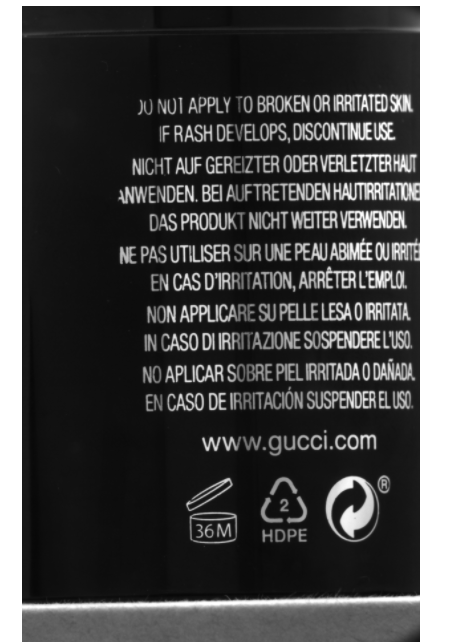 DO NOT APPLY TO BROKEN OR IRRITATED SKIN.
IF RASH DEVELOPS, DISCONTINUE USE.
NICHT AUF GEREIZTER ODER VERLETZTER HAUT
ANWENDEN. BEI AUFTRETENDEN HAUTIRRITATIONE
DAS PRODUKT NICHT WEITER VERWENDEN.
NE PAS UTILISER SUR UNE PEAU ABIMÉE OU IRRITÉ
EN CAS D'IRRITATION, ARRÊTER L'EMPLOI.
NON APPLICARE SU PELLE LESA O IRRITATA.
IN CASO DI IRRITAZIONE SOSPENDERE L'USO.
NO APLICAR SOBRE PIEL IRRITADA O DAÑADA.
EN CASO DE IRRITACIÓN SUSPENDER EL USO.
www.gucci.com
36M
2
HDPE
®